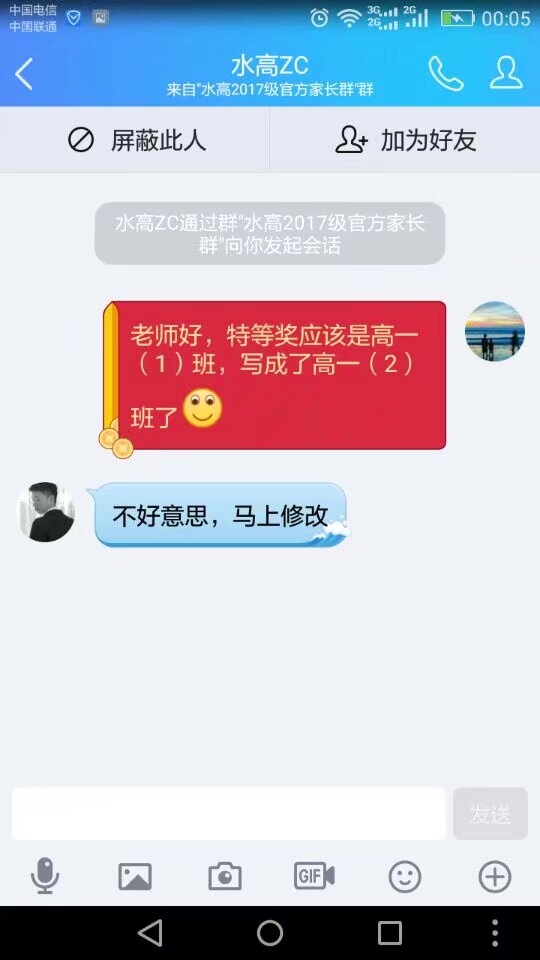 中国电信
中国联通
3G
2G
2G
00:05
水高ZC
来自"水高2017级官方家长群"群
屏蔽此人
加为好友
水高ZC通过群"水高2017级官方家长
群"向你发起会话
老师好，特等奖应该是高一
（1）班，写成了高一（2）
班了
不好意思，马上修改
发送
GIF